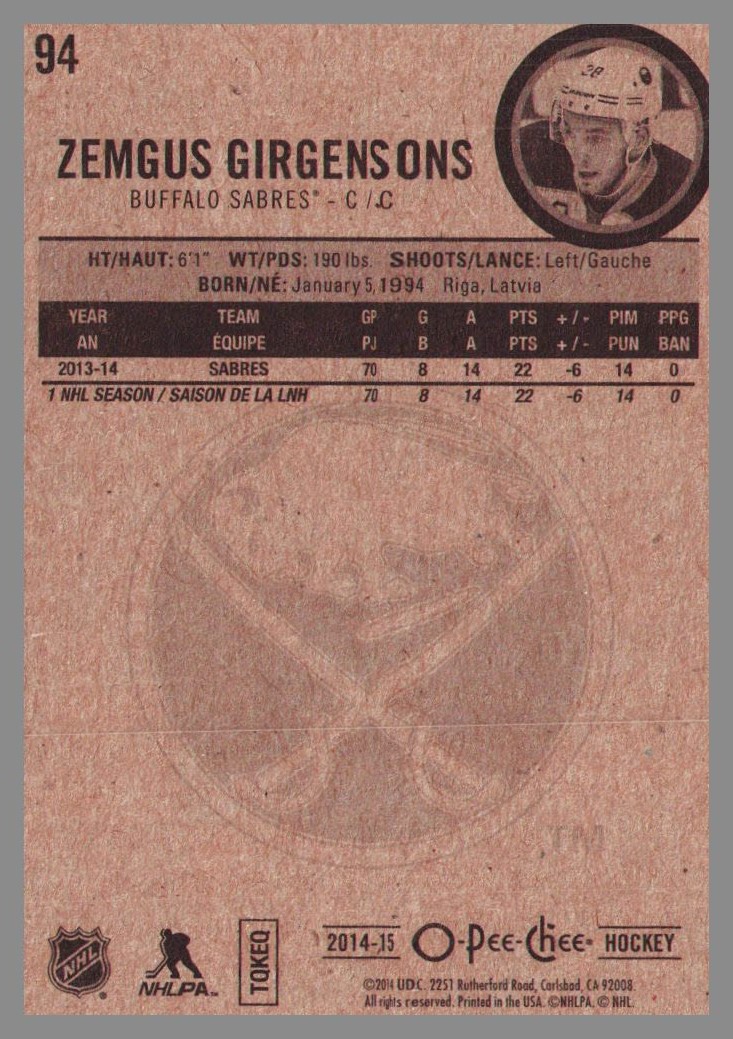 94
28
ZEMGUS GIRGENSONS
BUFFALO SABRES® - C / C
HT/HAUT: 6'1" WT/PDS: 190 lbs. SHOOTS/LANCE: Left/Gauche
BORN/NÉ: January 5, 1994 Riga, Latvia
YEAR TEAM GP G A PTS +/- PIM PPG
AN ÉQUIPE PJ B A PTS +/- PUN BAN
2013-14 SABRES 70 8 14 22 -6 14 0
1 NHL SEASON / SAISON DE LA LNH 70 8 14 22 -6 14 0
TM
NHL
NHLPA™
TOKEQ
2014-15 O-Pee-Chee® HOCKEY
©2014 UDC. 2251 Rutherford Road, Carlsbad, CA 92008.
All rights reserved. Printed in the USA. ©NHLPA. © NHL.